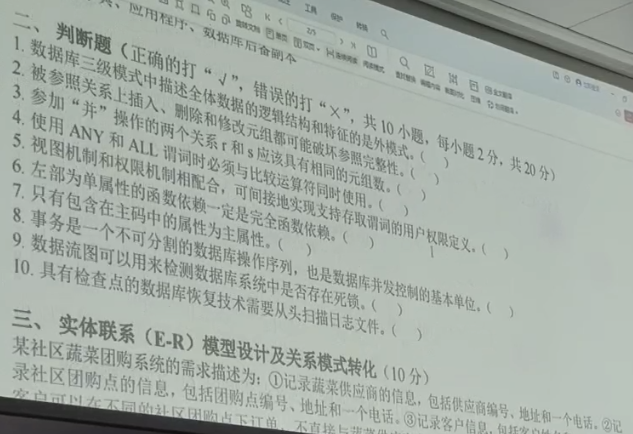 应用程序、数据库后备副本
二、判断题（正确的打“√”，错误的打“×”，共 10 小题，每小题 2 分，共 20 分）
1. 数据库三级模式中描述全体数据的逻辑结构和特征的是外模式。（ ）
2. 被参照关系上插入、删除和修改元组都可能破坏参照完整性。（ ）
3. 参加“并”操作的两个关系 r 和 s 应该具有相同的元组数。（ ）
4. 使用 ANY 和 ALL 谓词时必须与比较运算符同时使用。（ ）
5. 视图机制和权限机制相配合，可间接地实现支持存取谓词的用户权限定义。（ ）
6. 左部为单属性的函数依赖一定是完全函数依赖。（ ）
7. 只有包含在主码中的属性为主属性。（ ）
8. 事务是一个不可分割的数据库操作序列，也是数据库并发控制的基本单位。（ ）
9. 数据流图可以用来检测数据库系统中是否存在死锁。（ ）
10. 具有检查点的数据库恢复技术需要从头扫描日志文件。（ ）
三、实体联系（E-R）模型设计及关系模式转化（10 分）
某社区蔬菜团购系统的需求描述为：①记录蔬菜供应商的信息，包括供应商编号、地址和一个电话。②记
录社区团购点的信息，包括团购点编号、地址和一个电话。③记录客户信息，包括客户
客户可以在不同的社区团购点下订单，不直接与蔬菜供应